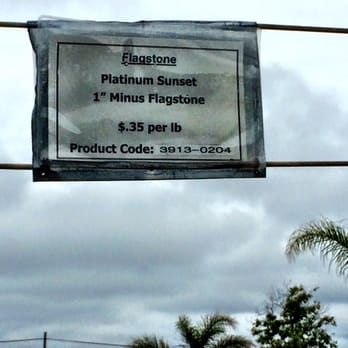 Flagstone
Platinum Sunset
1" Minus Flagstone
$.35 per lb
Product Code: 3913-0204